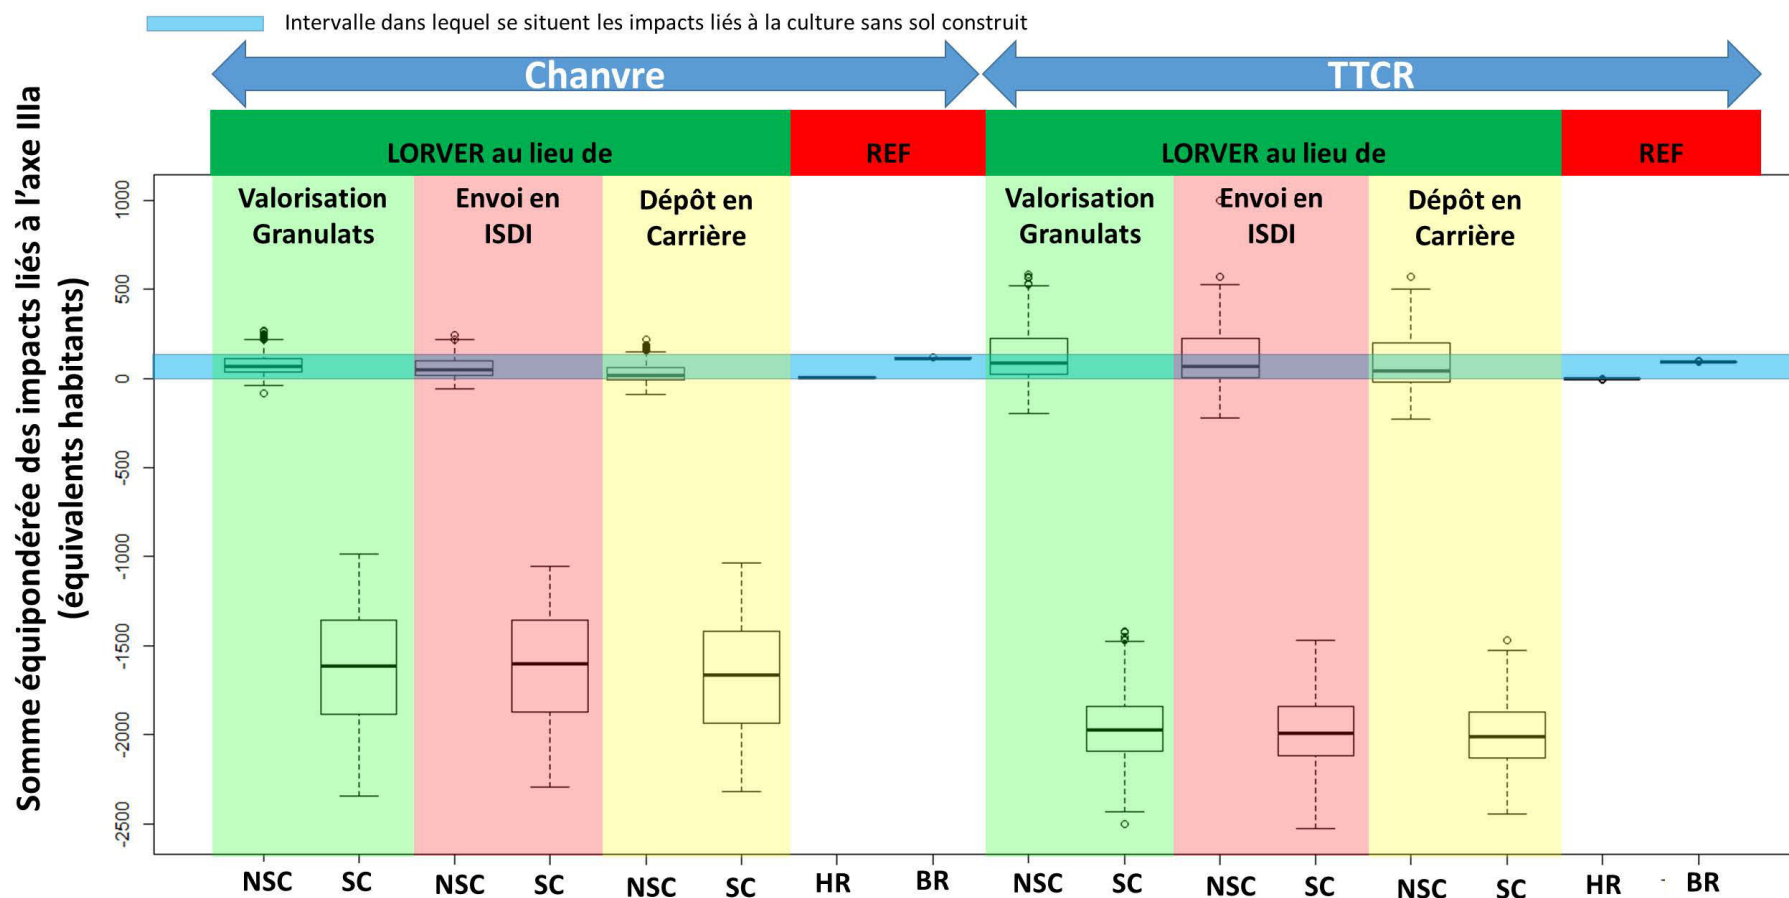 Intervalle dans lequel se situent les impacts liés à la culture sans sol construit
Chanvre
TTCR
LORVER au lieu de
REF
LORVER au lieu de
REF
Valorisation
Granulats
Envoi en
ISDI
Dépôt en
Carrière
Valorisation
Granulats
Envoi en
ISDI
Dépôt en
Carrière
Somme équipondérée des impacts liés à l'axe IIIa
(équivalents habitants)
1000
500
0
-500
-1000
-1500
-2000
-2500
NSC SC NSC SC NSC SC HR BR NSC SC NSC SC NSC SC HR - BR